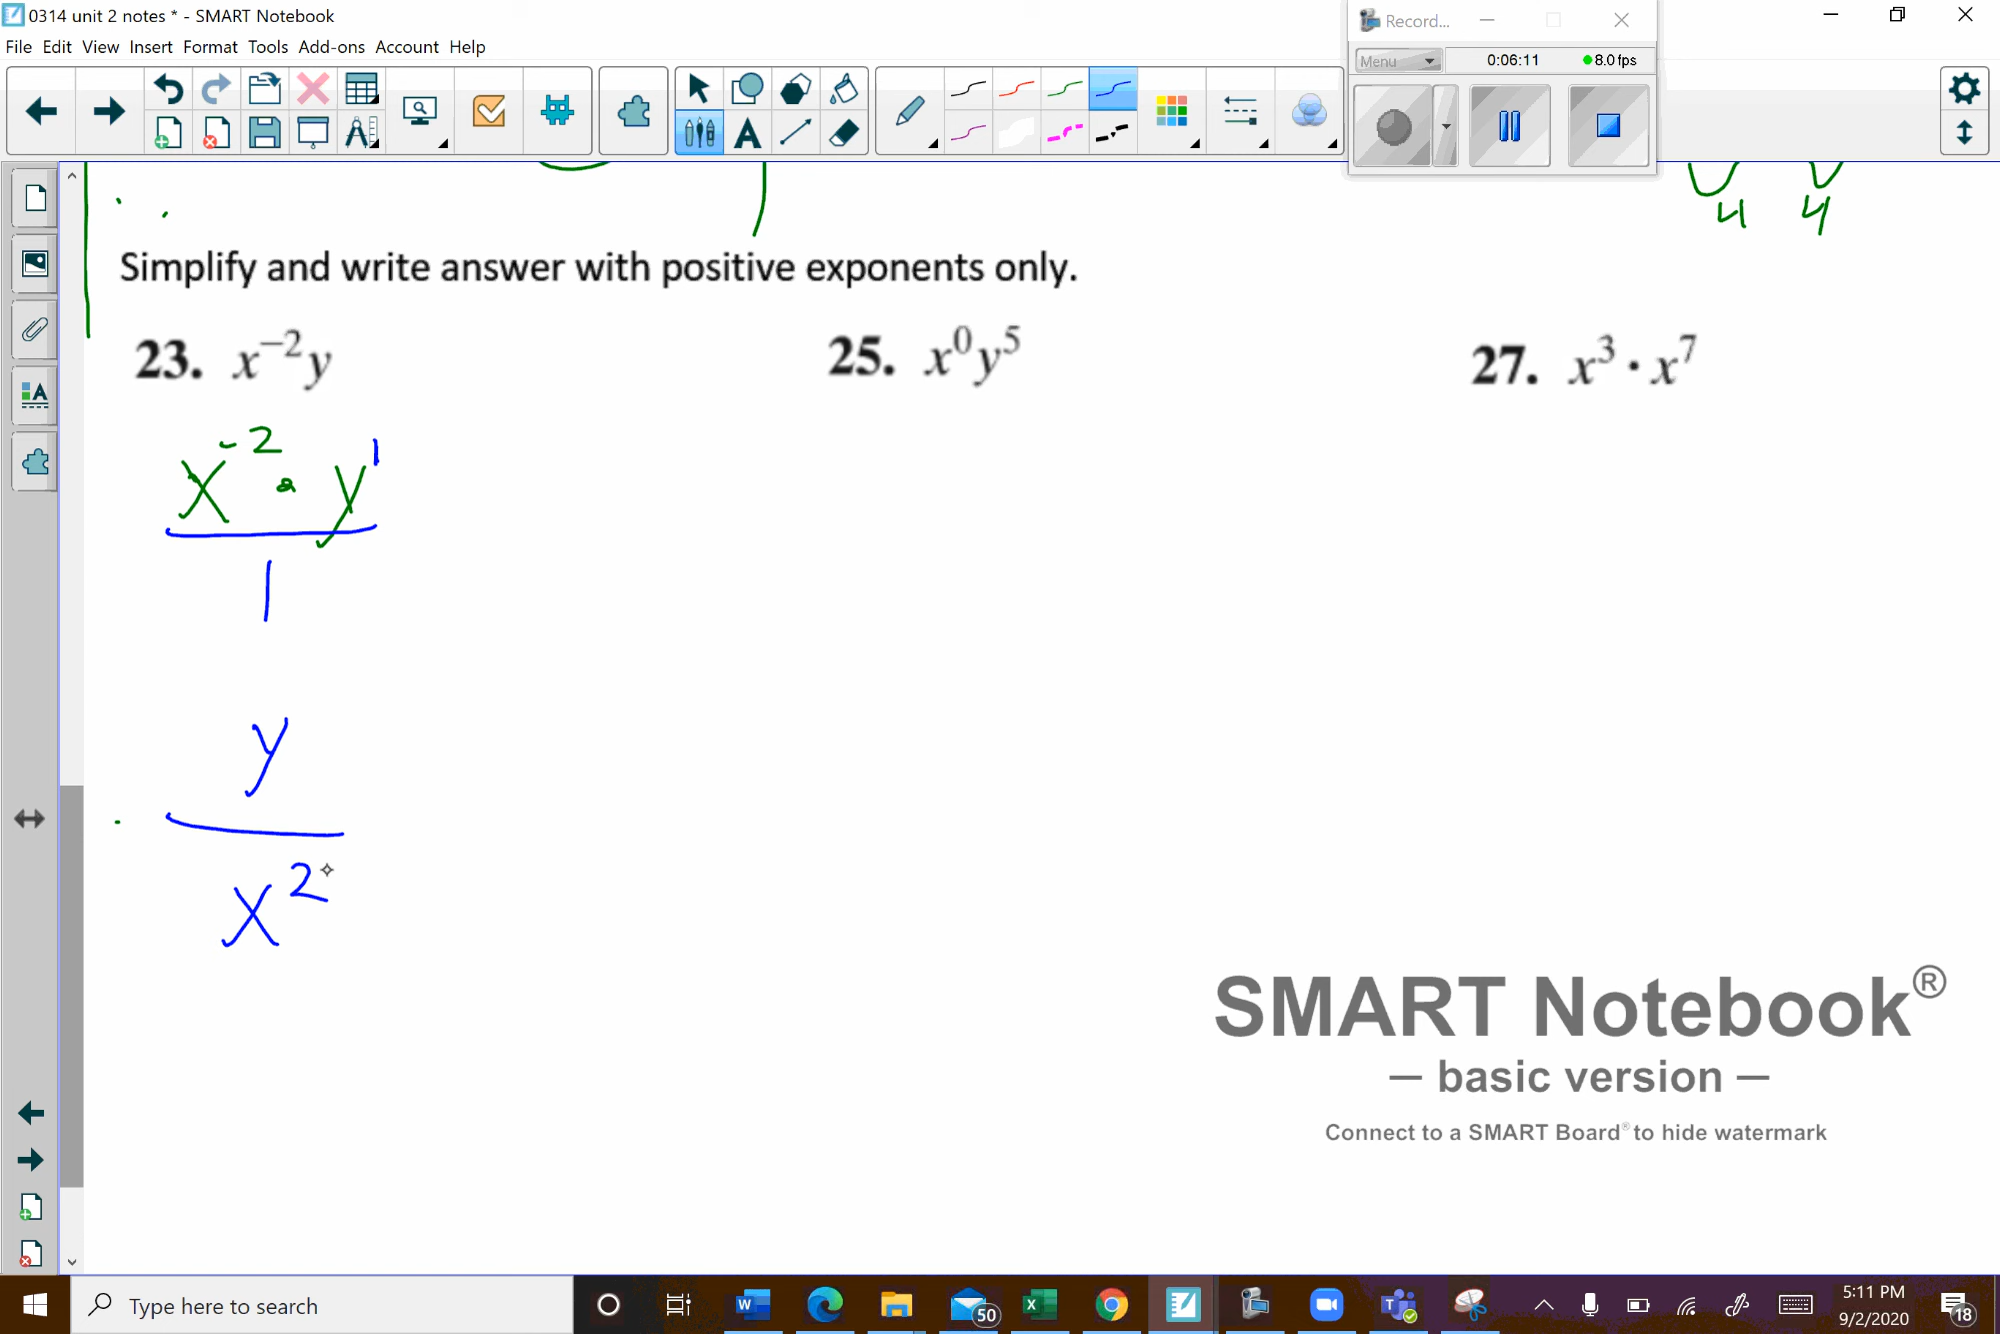 0314 unit 2 notes * - SMART Notebook
Record...
File Edit View Insert Format Tools Add-ons Account Help
Menu 0:06:11 8.0 fps
4 4
Simplify and write answer with positive exponents only.
23. x⁻²y
25. x⁰y⁵
27. x³ · x⁷
x⁻² · y¹
1
y
x²
SMART Notebook®
— basic version —
Connect to a SMART Board® to hide watermark
Type here to search
50
5:11 PM
9/2/2020
18